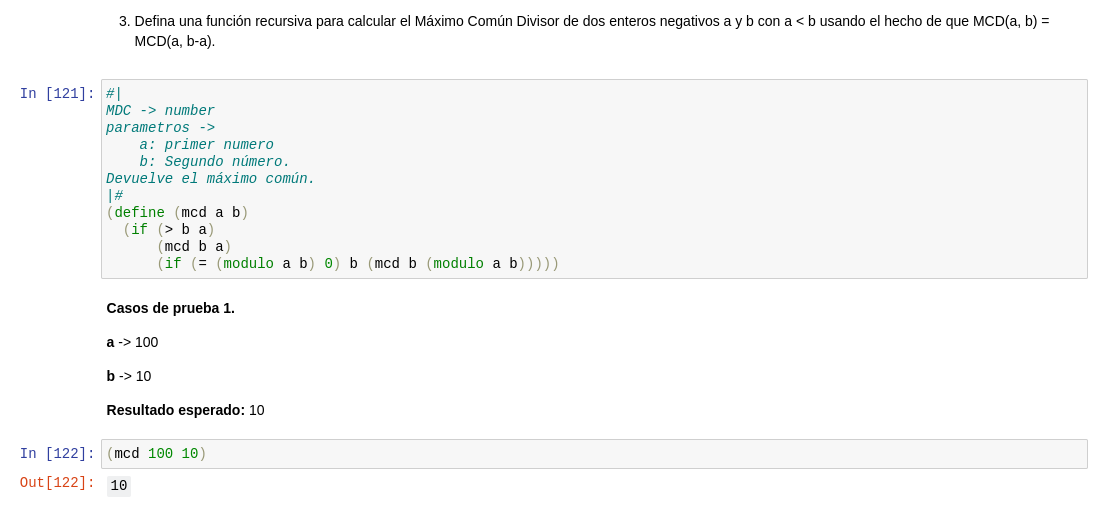 3. Defina una función recursiva para calcular el Máximo Común Divisor de dos enteros negativos a y b con a < b usando el hecho de que MCD(a, b) =
MCD(a, b-a).
In [121]: #|
MDC -> number
parametros ->
    a: primer numero
    b: Segundo número.
Devuelve el máximo común.
|#
(define (mcd a b)
  (if (> b a)
      (mcd b a)
      (if (= (modulo a b) 0) b (mcd b (modulo a b)))))
Casos de prueba 1.
a -> 100
b -> 10
Resultado esperado: 10
In [122]: (mcd 100 10)
Out[122]: 10